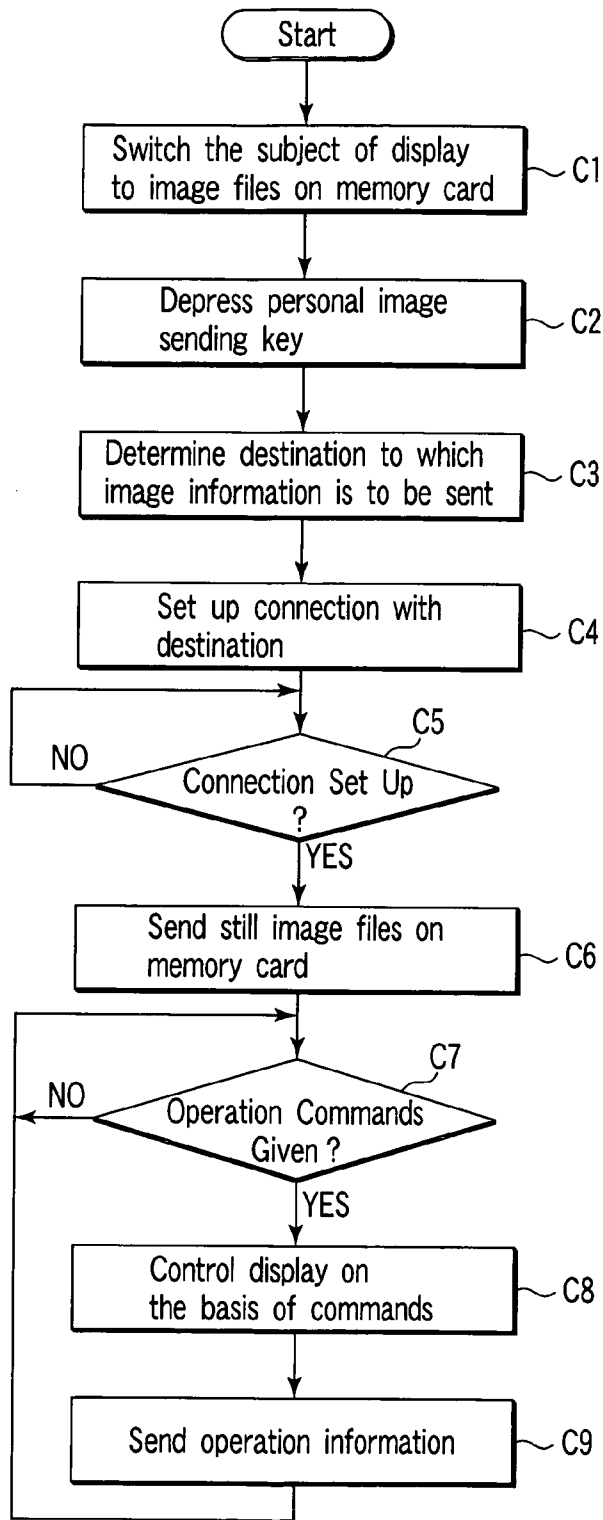 Start
Switch the subject of display
to image files on memory card
C1
Depress personal image
sending key
C2
Determine destination to which
image information is to be sent
C3
Set up connection with
destination
C4
C5
NO
Connection Set Up
?
YES
Send still image files on
memory card
C6
C7
NO
Operation Commands
Given ?
YES
Control display on
the basis of commands
C8
Send operation information
C9